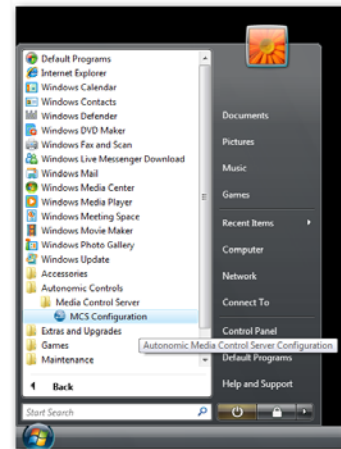 Default Programs
Internet Explorer
Windows Calendar
Windows Contacts
Windows Defender
Windows DVD Maker
Windows Fax and Scan
Windows Live Messenger Download
Windows Mail
Windows Media Center
Windows Media Player
Windows Meeting Space
Windows Movie Maker
Windows Photo Gallery
Windows Update
Accessories
Autonomic Controls
Media Control Server
MCS Configuration
Extras and Upgrades
Games
Maintenance
Back
Start Search
Documents
Pictures
Music
Games
Recent Items
Computer
Network
Connect To
Control Panel
Autonomic Media Control Server Configuration
Default Programs
Help and Support